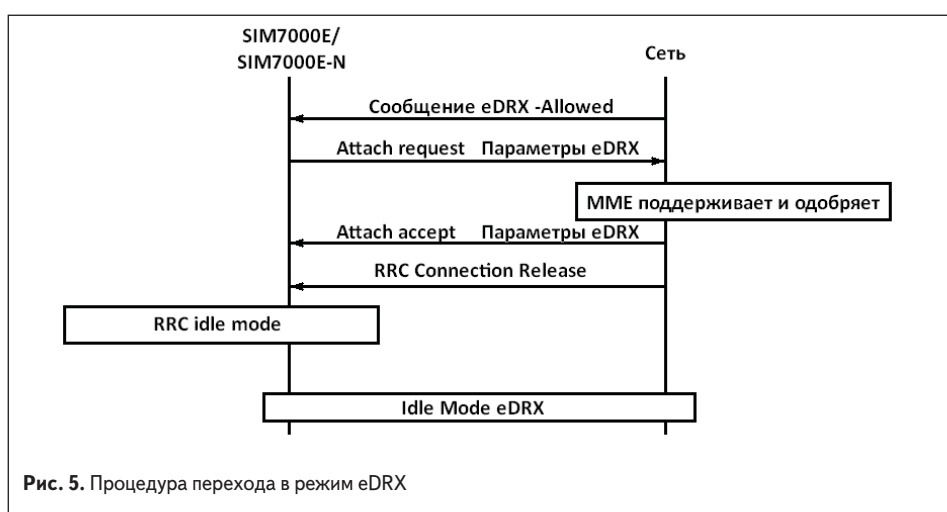 SIM7000E/
SIM7000E-N
Сеть
Сообщение eDRX -Allowed
Attach request Параметры eDRX
MME поддерживает и одобряет
Attach accept Параметры eDRX
RRC Connection Release
RRC idle mode
Idle Mode eDRX
Рис. 5. Процедура перехода в режим eDRX